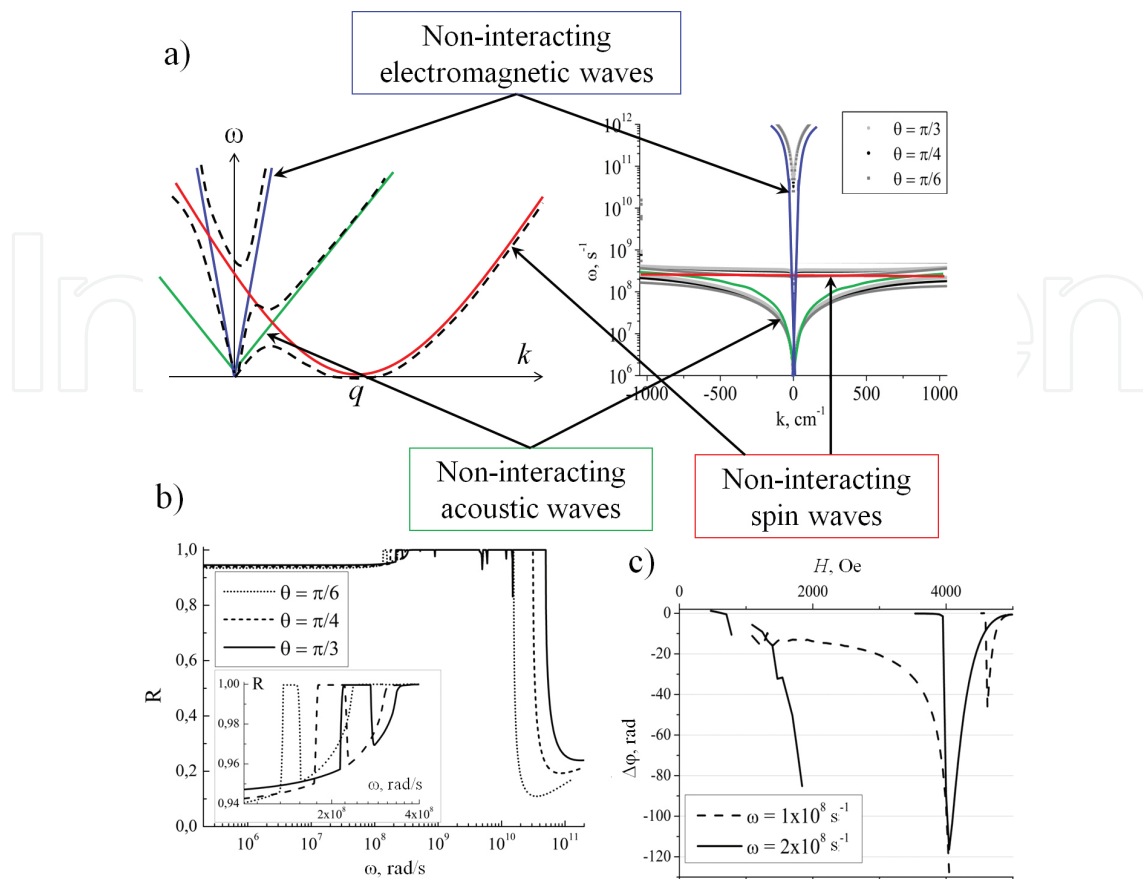 a)
Non-interacting
electromagnetic waves
ω
k
q
ω, s⁻¹
10¹²
10¹¹
10¹⁰
10⁹
10⁸
10⁷
10⁶
-1000
-500
0
500
1000
k, cm⁻¹
θ = π/3
θ = π/4
θ = π/6
Non-interacting
acoustic waves
Non-interacting
spin waves
b)
R
1,0
0,8
0,6
0,4
0,2
0,0
θ = π/6
θ = π/4
θ = π/3
R
1,00
0,98
0,96
0,94
ω, rad/s
2x10⁸
4x10⁸
10⁶
10⁷
10⁸
10⁹
10¹⁰
10¹¹
ω, rad/s
c)
H, Oe
0
2000
4000
Δφ, rad
0
-20
-40
-60
-80
-100
-120
ω = 1x10⁸ s⁻¹
ω = 2x10⁸ s⁻¹